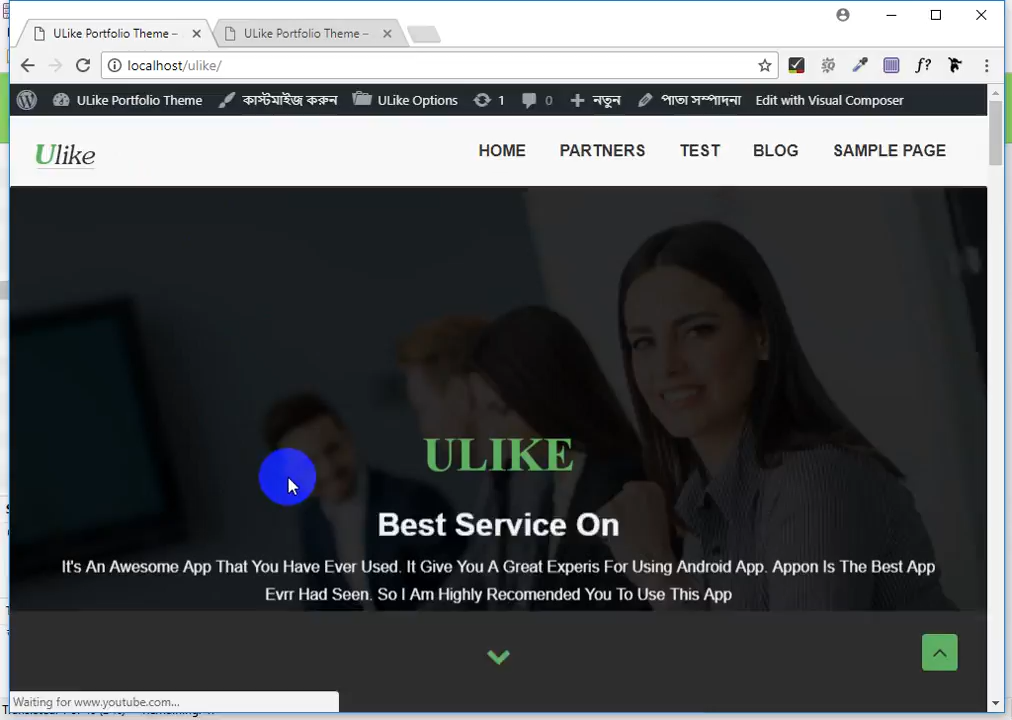 ULike Portfolio Theme –
ULike Portfolio Theme –
localhost/ulike/
f?
ULike Portfolio Theme
কাস্টমাইজ করুন
ULike Options
1
0
নতুন
পাতা সম্পাদনা
Edit with Visual Composer
Ulike
HOME
PARTNERS
TEST
BLOG
SAMPLE PAGE
ULIKE
Best Service On
It's An Awesome App That You Have Ever Used. It Give You A Great Experis For Using Android App. Appon Is The Best App
Evrr Had Seen. So I Am Highly Recomended You To Use This App
Waiting for www.youtube.com...